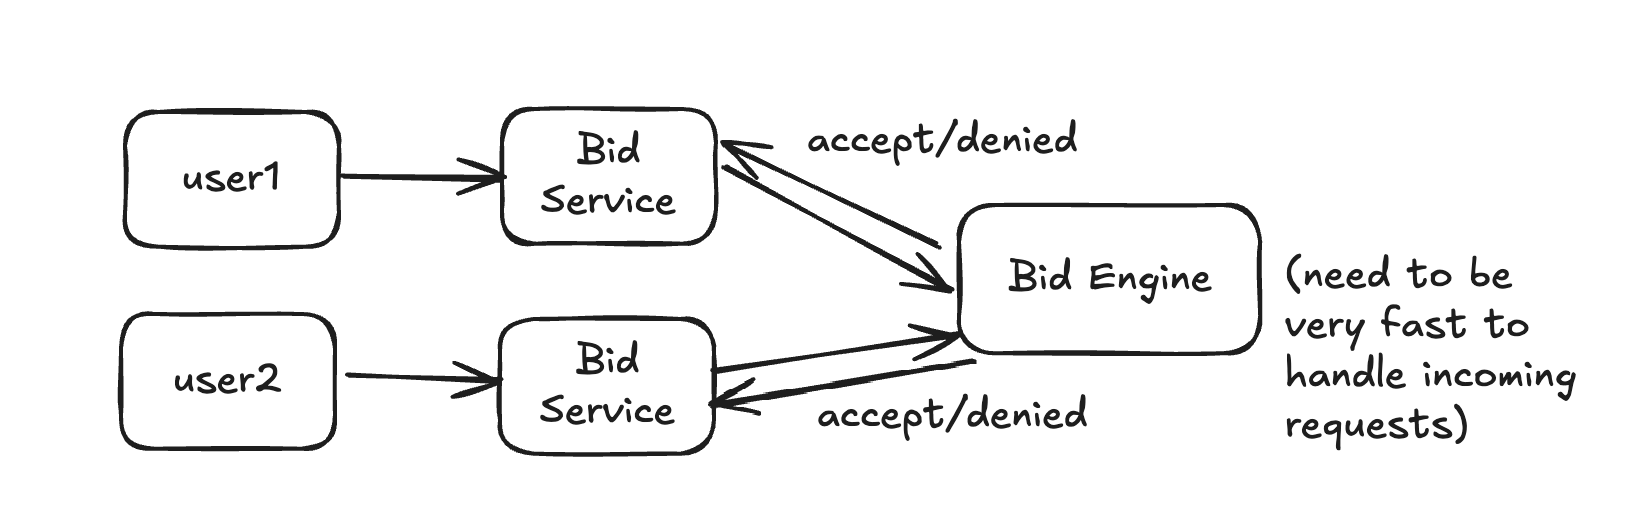 user1
Bid
Service
accept/denied
Bid Engine
(need to be
very fast to
handle incoming
requests)
user2
Bid
Service
accept/denied